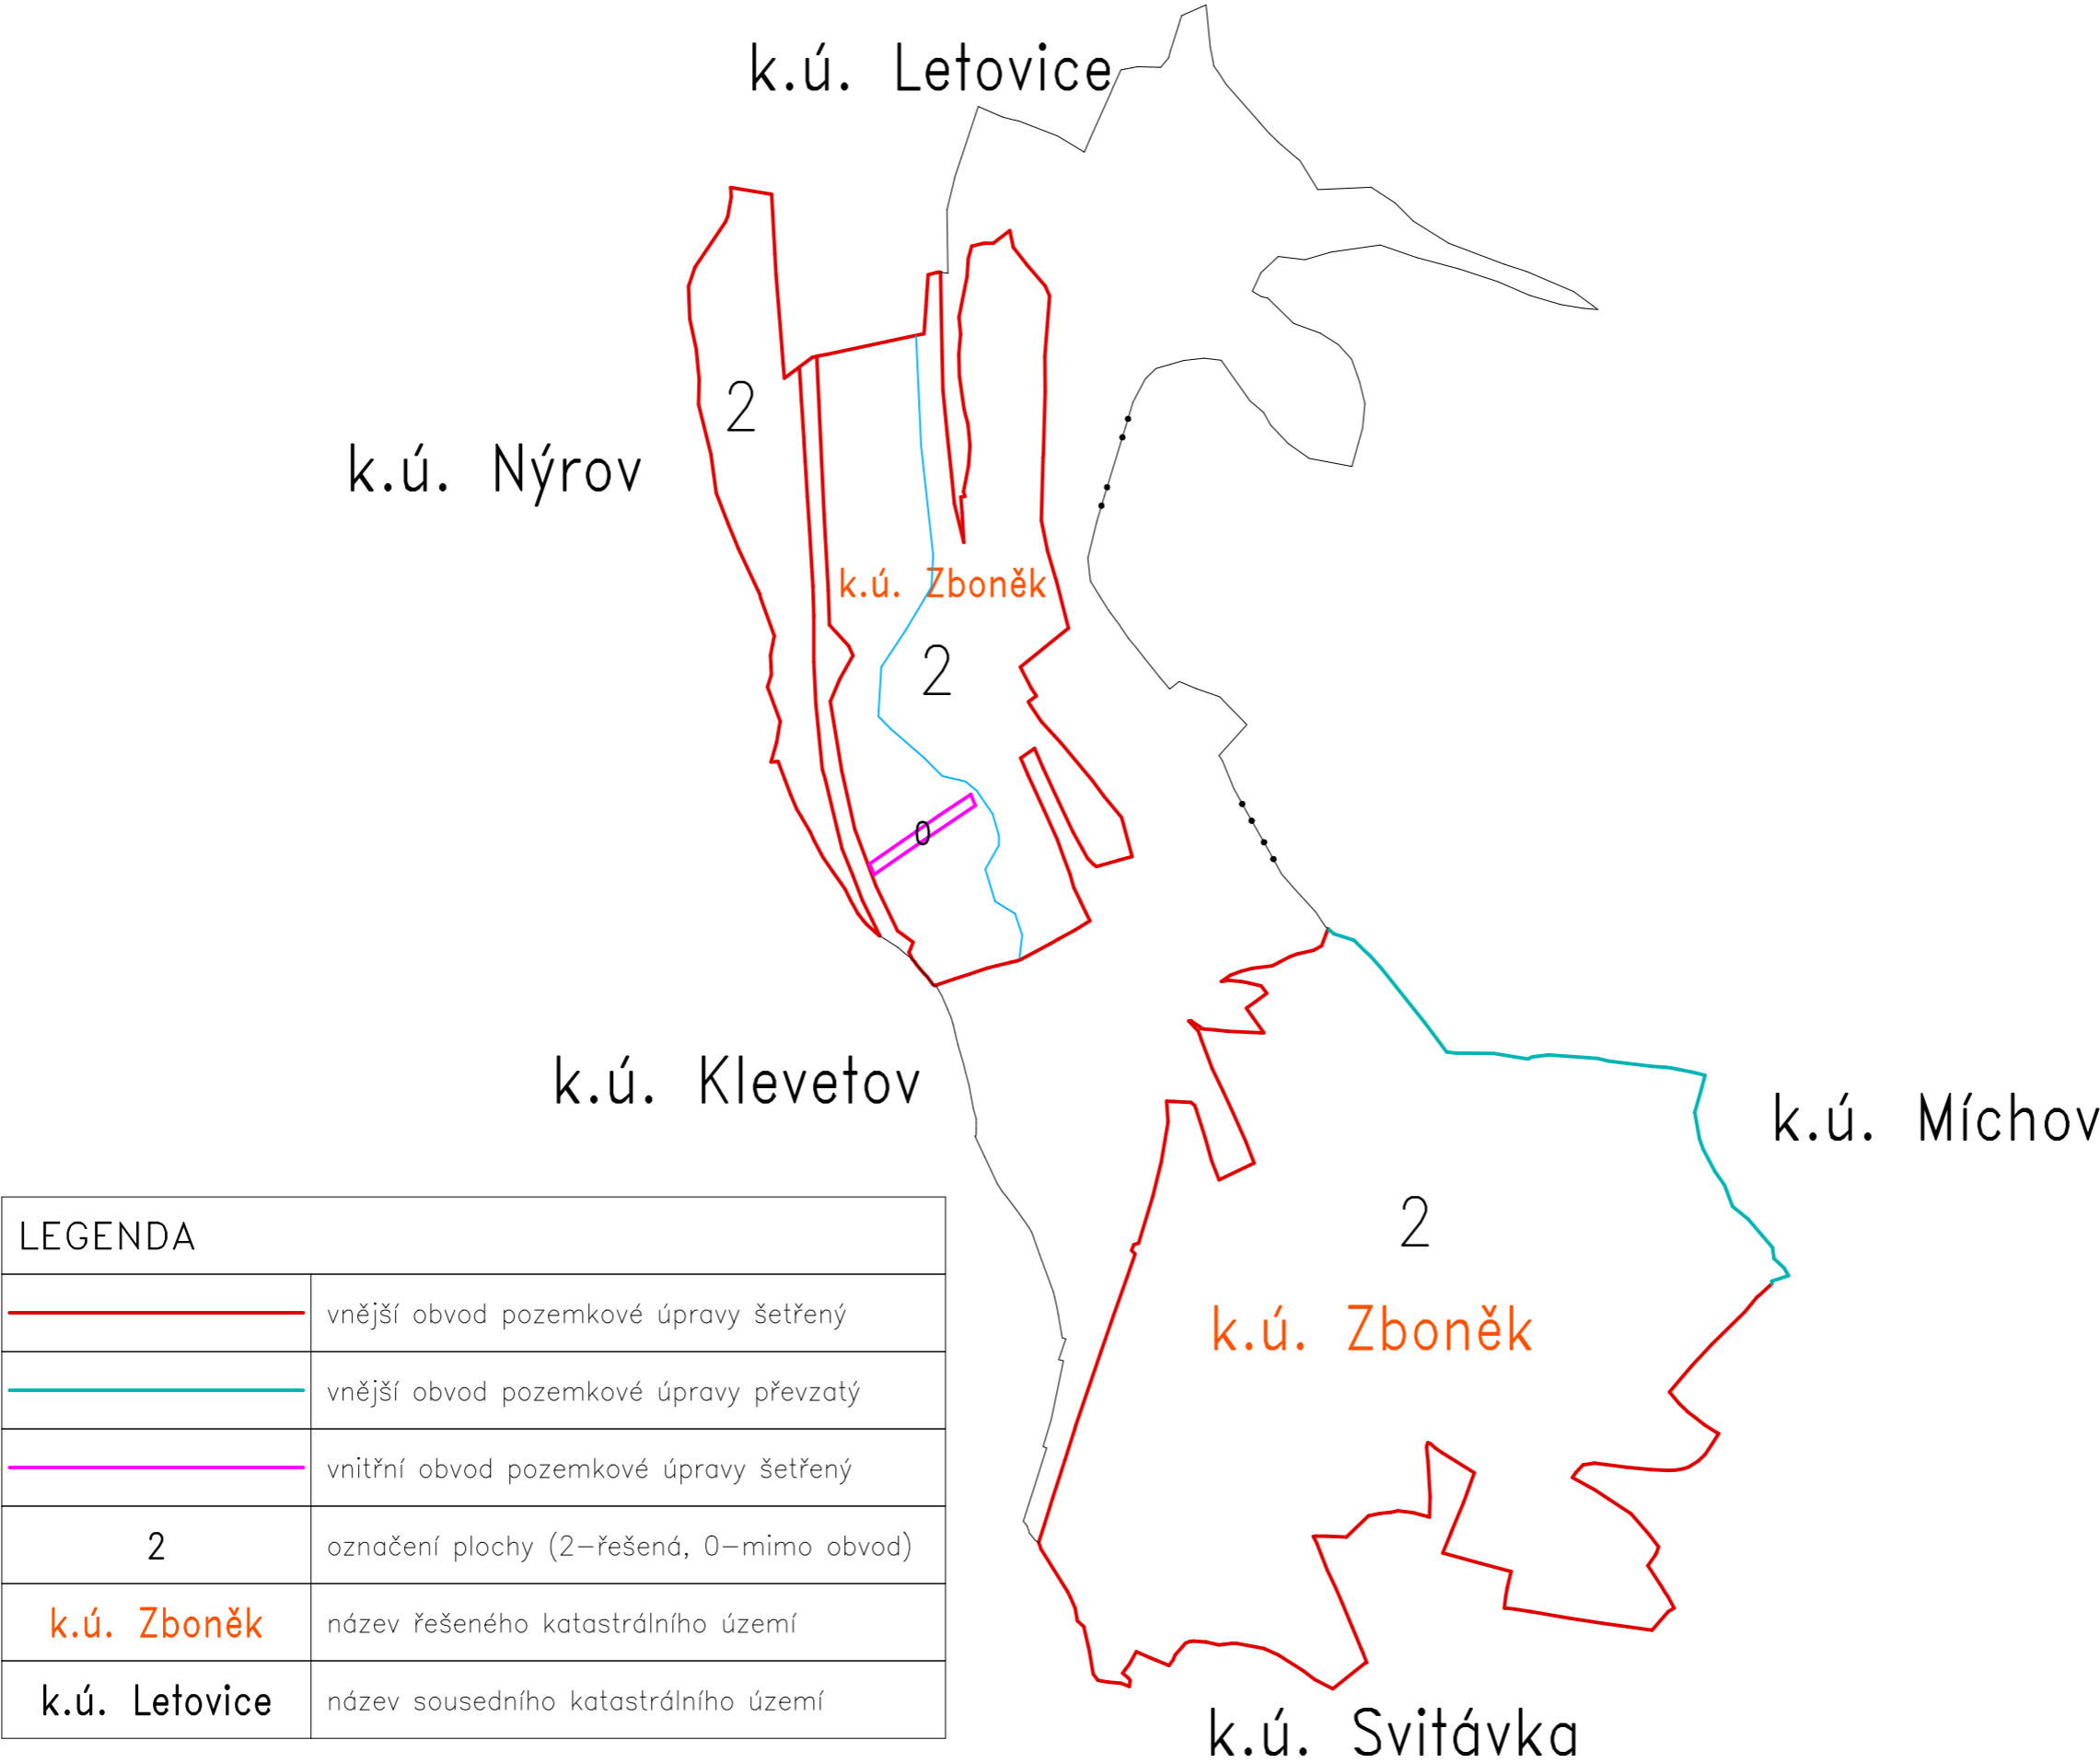 k.ú. Letovice
2
k.ú. Nýrov
k.ú. Zboněk
2
0
k.ú. Klevetov
k.ú. Míchov
2
k.ú. Zboněk
k.ú. Svitávka
LEGENDA
vnější obvod pozemkové úpravy šetřený
vnější obvod pozemkové úpravy převzatý
vnitřní obvod pozemkové úpravy šetřený
2 označení plochy (2-řešená, 0-mimo obvod)
k.ú. Zboněk název řešeného katastrálního území
k.ú. Letovice název sousedního katastrálního území